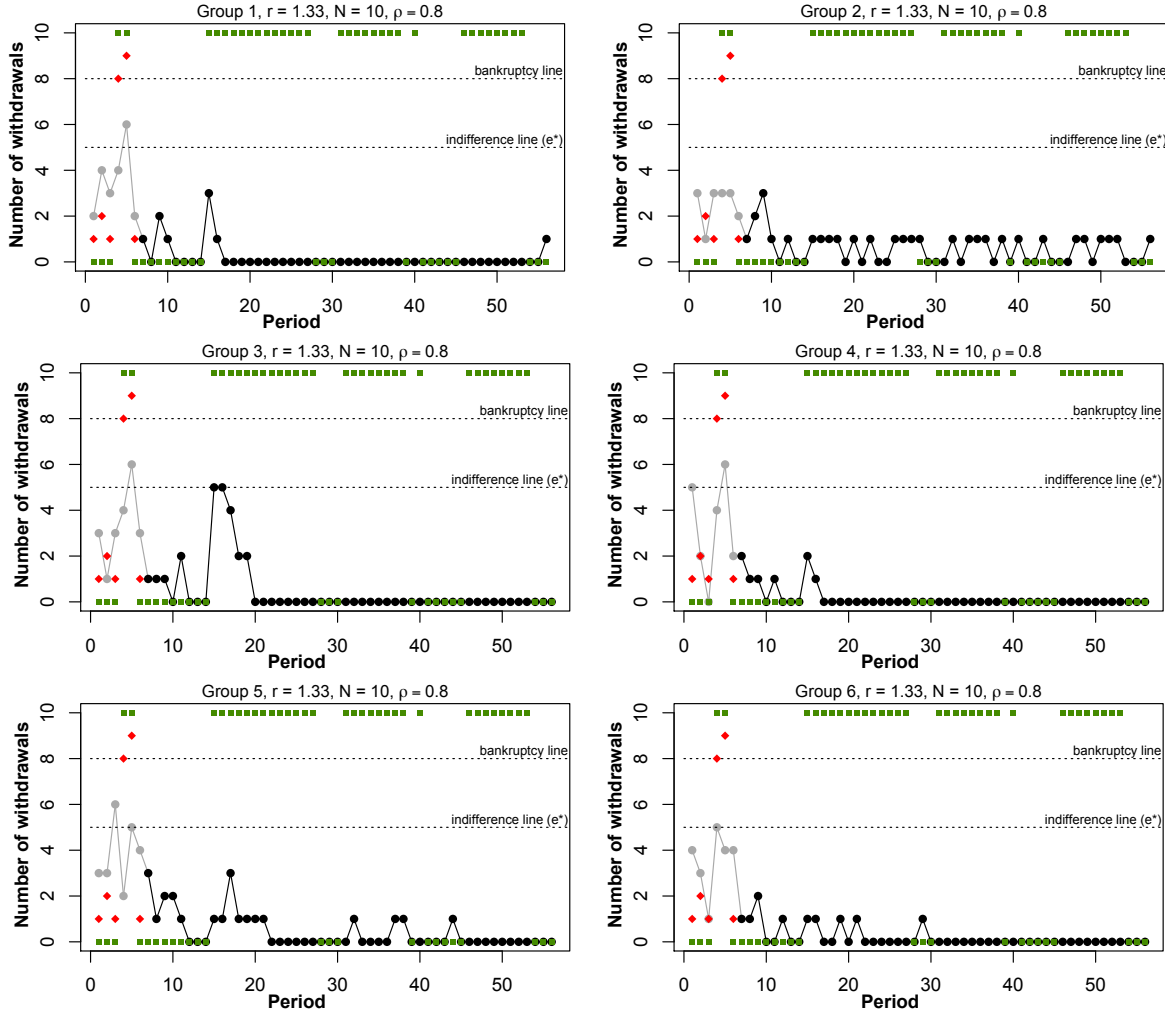 Group 1, r = 1.33, N = 10, ρ = 0.8
Number of withdrawals
10
8
6
4
2
0
bankruptcy line
indifference line (e*)
0 10 20 30 40 50
Period
Group 2, r = 1.33, N = 10, ρ = 0.8
Number of withdrawals
10
8
6
4
2
0
bankruptcy line
indifference line (e*)
0 10 20 30 40 50
Period
Group 3, r = 1.33, N = 10, ρ = 0.8
Number of withdrawals
10
8
6
4
2
0
bankruptcy line
indifference line (e*)
0 10 20 30 40 50
Period
Group 4, r = 1.33, N = 10, ρ = 0.8
Number of withdrawals
10
8
6
4
2
0
bankruptcy line
indifference line (e*)
0 10 20 30 40 50
Period
Group 5, r = 1.33, N = 10, ρ = 0.8
Number of withdrawals
10
8
6
4
2
0
bankruptcy line
indifference line (e*)
0 10 20 30 40 50
Period
Group 6, r = 1.33, N = 10, ρ = 0.8
Number of withdrawals
10
8
6
4
2
0
bankruptcy line
indifference line (e*)
0 10 20 30 40 50
Period